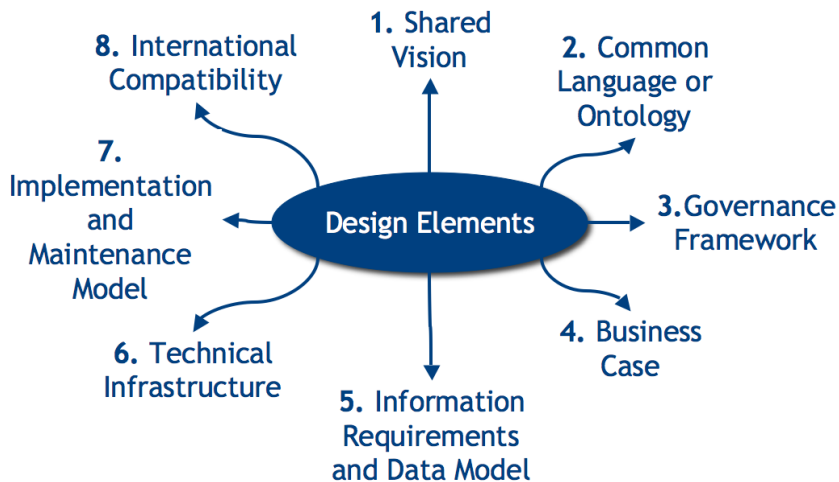 1. Shared
Vision
2. Common
Language or
Ontology
3.Governance
Framework
4. Business
Case
5. Information
Requirements
and Data Model
6. Technical
Infrastructure
7.
Implementation
and
Maintenance
Model
8. International
Compatibility
Design Elements